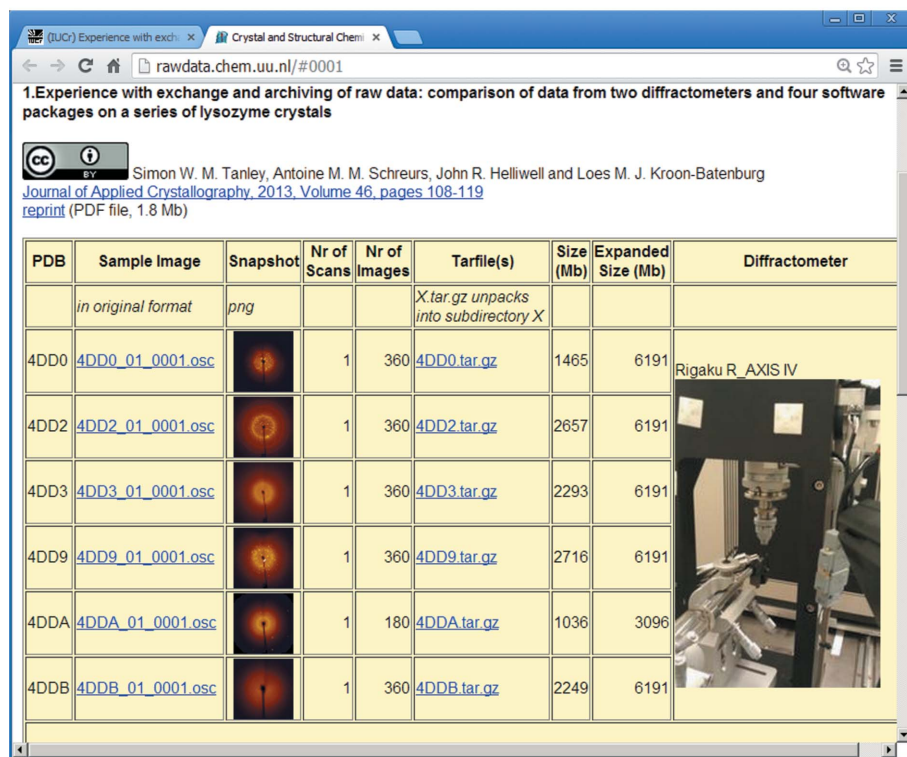 (IUCr) Experience with exch
Crystal and Structural Chem
rawdata.chem.uu.nl/#0001
1.Experience with exchange and archiving of raw data: comparison of data from two diffractometers and four software
packages on a series of lysozyme crystals
cc BY Simon W. M. Tanley, Antoine M. M. Schreurs, John R. Helliwell and Loes M. J. Kroon-Batenburg
Journal of Applied Crystallography, 2013, Volume 46, pages 108-119
reprint (PDF file, 1.8 Mb)
PDB Sample Image Snapshot Nr of Scans Nr of Images Tarfile(s) Size (Mb) Expanded Size (Mb) Diffractometer
in original format png X.tar.gz unpacks into subdirectory X
4DD0 4DD0_01_0001.osc 1 360 4DD0.tar.gz 1465 6191 Rigaku R_AXIS IV
4DD2 4DD2_01_0001.osc 1 360 4DD2.tar.gz 2657 6191
4DD3 4DD3_01_0001.osc 1 360 4DD3.tar.gz 2293 6191
4DD9 4DD9_01_0001.osc 1 360 4DD9.tar.gz 2716 6191
4DDA 4DDA_01_0001.osc 1 180 4DDA.tar.gz 1036 3096
4DDB 4DDB_01_0001.osc 1 360 4DDB.tar.gz 2249 6191